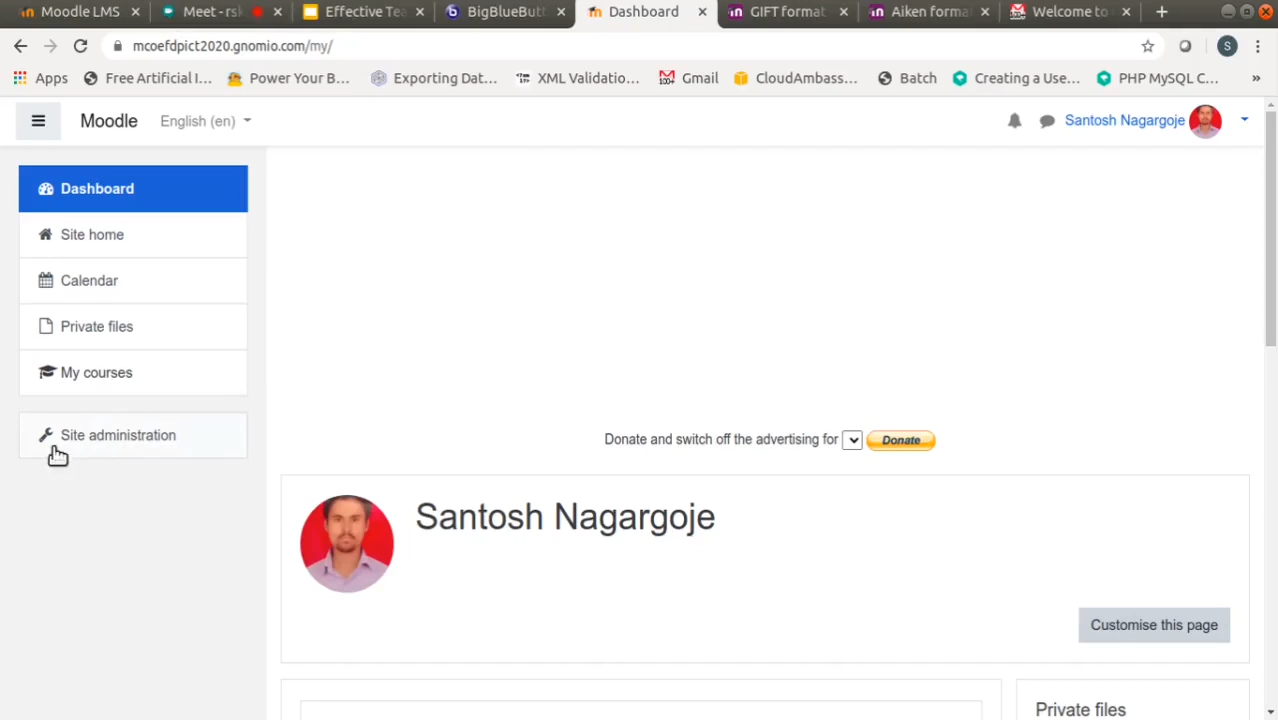 Moodle LMS
Meet - rsk
Effective Tea
BigBlueButt
Dashboard
GIFT format
Aiken forma
Welcome to
mcoefdpict2020.gnomio.com/my/
S
Apps
Free Artificial I...
Power Your B...
Exporting Dat...
XML Validatio...
Gmail
CloudAmbass...
Batch
Creating a Use...
PHP MySQL C...
»
Moodle
English (en)
Santosh Nagargoje
Dashboard
Site home
Calendar
Private files
My courses
Site administration
Donate and switch off the advertising for
Donate
Santosh Nagargoje
Customise this page
Private files